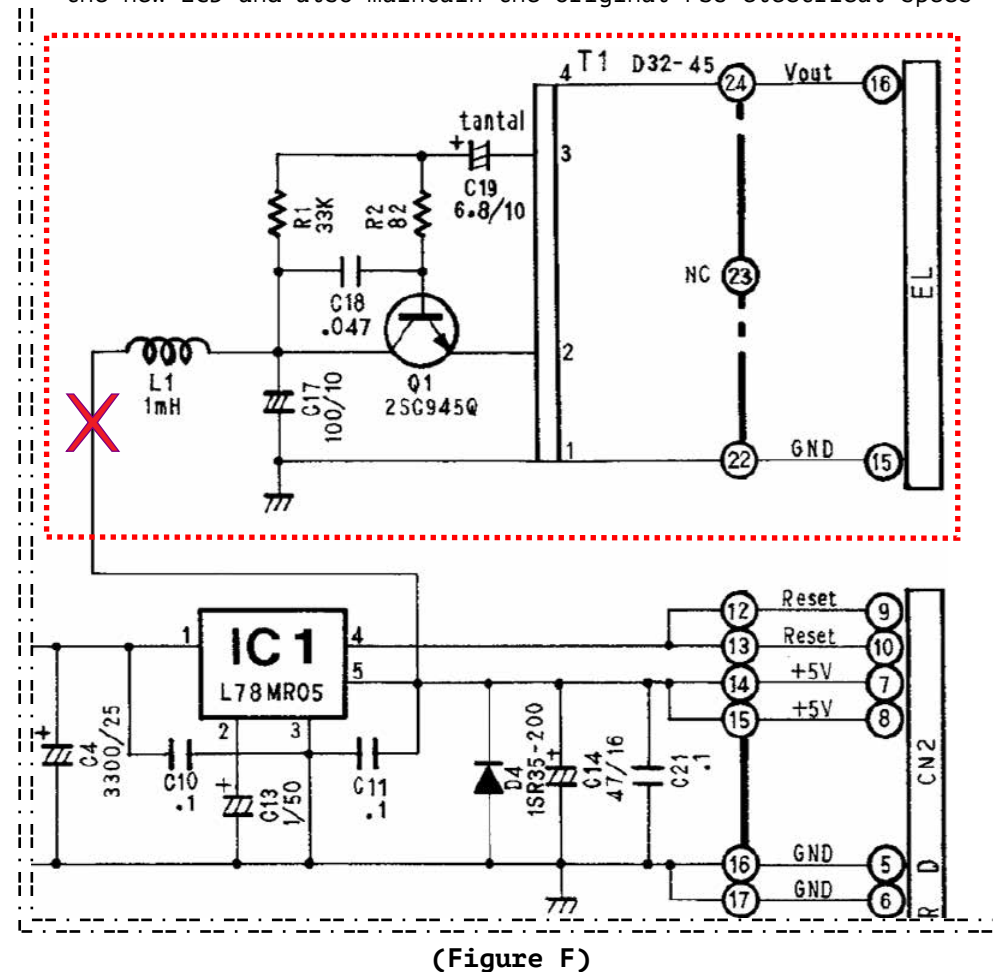 4 T1 D32-45 24 Vout 16
tantal
+
3
C19
6.8/10
R1
33K
R2
82
C18
.047
NC 23
EL
L1
1mH
X
C17
100/10
Q1
2SC945Q
2
1
22 GND 15
1 IC1 4
L78MR05 5
2 3
12 Reset 9
13 Reset 10
14 +5V 7
15 +5V 8
+
C4
3300/25
C10
.1
+
C13
1/50
C11
.1
D4
1SR35-200
+
C14
47/16
C21
.1
CN2
16 GND 5
D
17 GND 6
R
(Figure F)